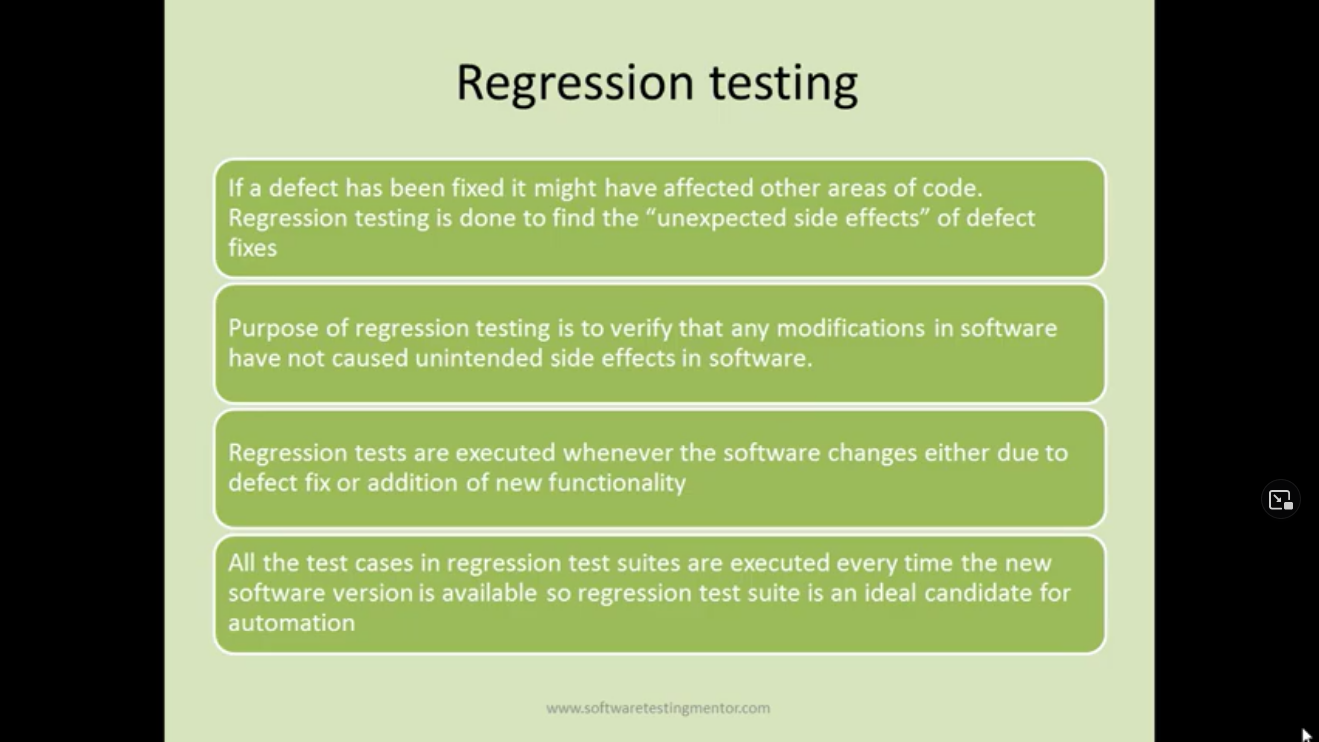 Regression testing
If a defect has been fixed it might have affected other areas of code.
Regression testing is done to find the “unexpected side effects” of defect
fixes
Purpose of regression testing is to verify that any modifications in software
have not caused unintended side effects in software.
Regression tests are executed whenever the software changes either due to
defect fix or addition of new functionality
All the test cases in regression test suites are executed every time the new
software version is available so regression test suite is an ideal candidate for
automation
www.softwaretestingmentor.com